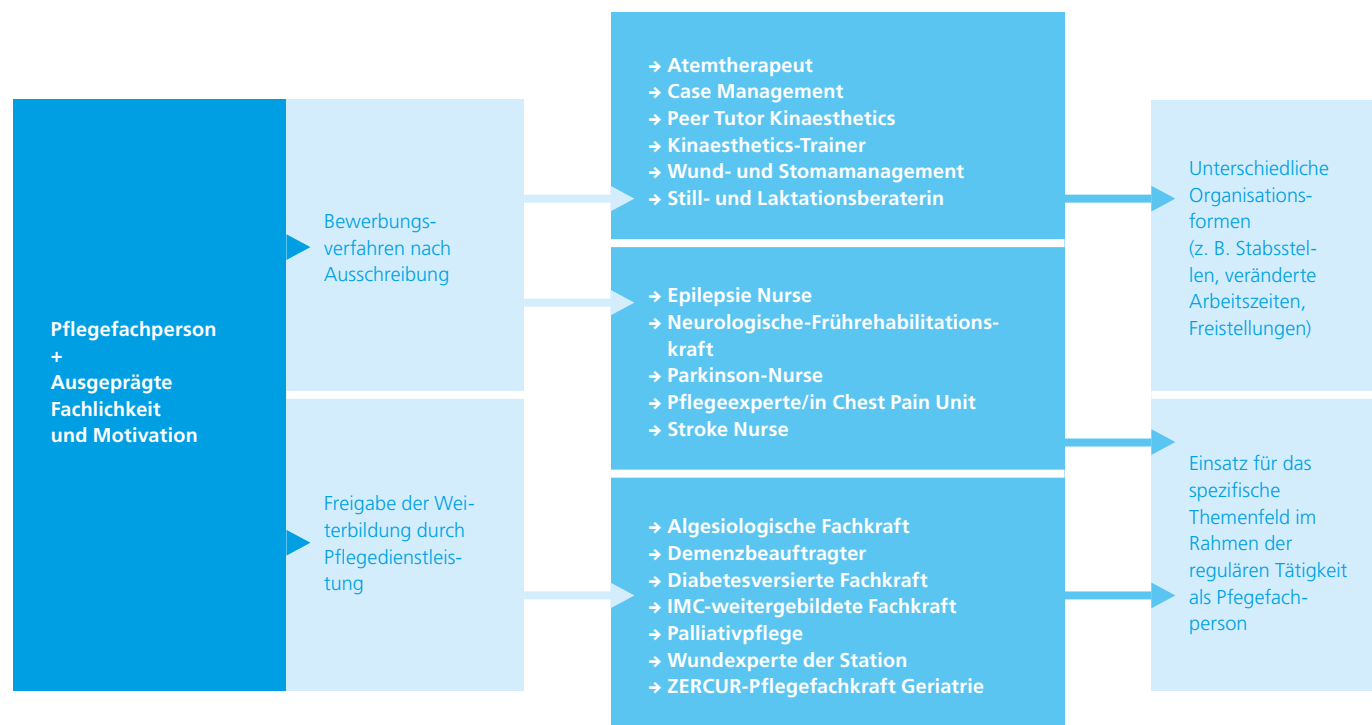 Pflegefachperson
+
Ausgeprägte
Fachlichkeit
und Motivation
Bewerbungs-
verfahren nach
Ausschreibung
Freigabe der Wei-
terbildung durch
Pflegedienstleis-
tung
→ Atemtherapeut
→ Case Management
→ Peer Tutor Kinaesthetics
→ Kinaesthetics-Trainer
→ Wund- und Stomamanagement
→ Still- und Laktationsberaterin
→ Epilepsie Nurse
→ Neurologische-Frührehabilitations-
kraft
→ Parkinson-Nurse
→ Pflegeexperte/in Chest Pain Unit
→ Stroke Nurse
→ Algesiologische Fachkraft
→ Demenzbeauftragter
→ Diabetesversierte Fachkraft
→ IMC-weitergebildete Fachkraft
→ Palliativpflege
→ Wundexperte der Station
→ ZERCUR-Pflegefachkraft Geriatrie
Unterschiedliche
Organisations-
formen
(z. B. Stabsstel-
len, veränderte
Arbeitszeiten,
Freistellungen)
Einsatz für das
spezifische
Themenfeld im
Rahmen der
regulären Tätigkeit
als Pfegefach-
person